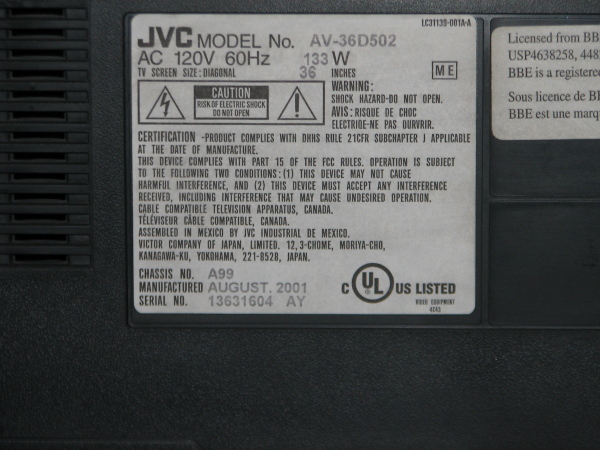 LC31139-001A-A
JVC MODEL No. AV-36D502
AC 120V 60Hz 133 W
TV SCREEN SIZE:DIAGONAL 36 INCHES
ME
CAUTION
RISK OF ELECTRIC SHOCK
DO NOT OPEN
WARNING:
SHOCK HAZARD-DO NOT OPEN.
AVIS: RISQUE DE CHOC
ELECTRIQE-NE PAS OUVRIR.
CERTIFICATION -PRODUCT COMPLIES WITH DHHS RULE 21CFR SUBCHAPTER J APPLICABLE
AT THE DATE OF MANUFACTURE.
THIS DEVICE COMPLIES WITH PART 15 OF THE FCC RULES. OPERATION IS SUBJECT
TO THE FOLLOWING TWO CONDITIONS:(1) THIS DEVICE MAY NOT CAUSE
HARMFUL INTERFERENCE, AND (2) THIS DEVICE MUST ACCEPT ANY INTERFERENCE
RECEIVED, INCLUDING INTERFERENCE THAT MAY CAUSE UNDESIRED OPERATION.
CABLE COMPATIBLE TELEVISION APPARATUS, CANADA.
TÉLEVISEUR CÂBLE COMPATIBLE, CANADA.
ASSEMBLED IN MEXICO BY JVC INDUSTRIAL DE MEXICO.
VICTOR COMPANY OF JAPAN, LIMITED. 12,3-CHOME, MORIYA-CHO,
KANAGAWA-KU, YOKOHAMA, 221-8528, JAPAN.
CHASSIS NO. A99
MANUFACTURED AUGUST. 2001
SERIAL NO. 13631604 AY
C UL US LISTED
VIDEO EQUIPMENT
4Z43
Licensed from BB
USP4638258, 448
BBE is a registere
Sous licence de B
BBE est une marq